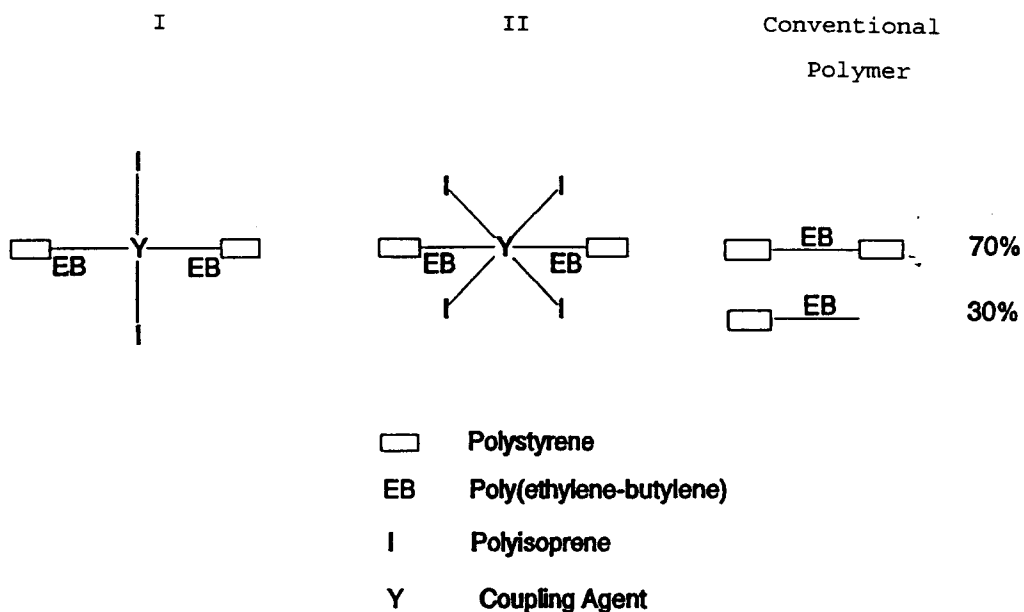 I II Conventional
Polymer
I
I I
Y Y EB 70%
EB EB EB EB
I I EB 30%
I
Polystyrene
EB Poly(ethylene-butylene)
I Polyisoprene
Y Coupling Agent